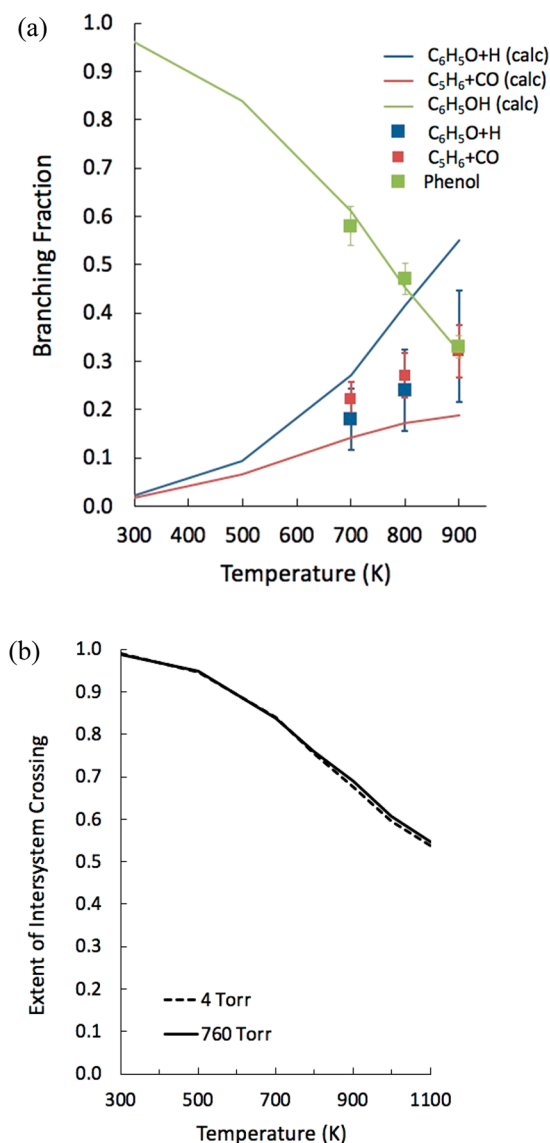 (a)
1.0
0.9
0.8
0.7
0.6
0.5
0.4
0.3
0.2
0.1
0.0
Branching Fraction
C₆H₅O+H (calc)
C₅H₆+CO (calc)
C₆H₅OH (calc)
C₆H₅O+H
C₅H₆+CO
Phenol
300 400 500 600 700 800 900
Temperature (K)
(b)
1.0
0.9
0.8
0.7
0.6
0.5
0.4
0.3
0.2
0.1
0.0
Extent of Intersystem Crossing
4 Torr
760 Torr
300 500 700 900 1100
Temperature (K)